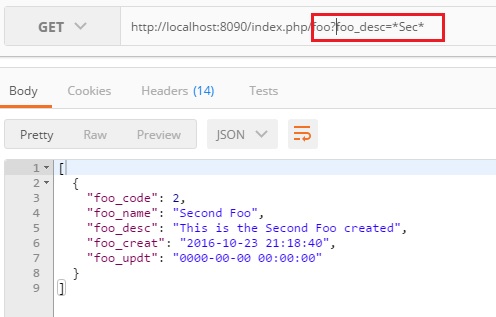 GET http://localhost:8090/index.php/foo?foo_desc=*Sec*
Body Cookies Headers (14) Tests
Pretty Raw Preview JSON
1 [
2 {
3 "foo_code": 2,
4 "foo_name": "Second Foo",
5 "foo_desc": "This is the Second Foo created",
6 "foo_creat": "2016-10-23 21:18:40",
7 "foo_updt": "0000-00-00 00:00:00"
8 }
9 ]